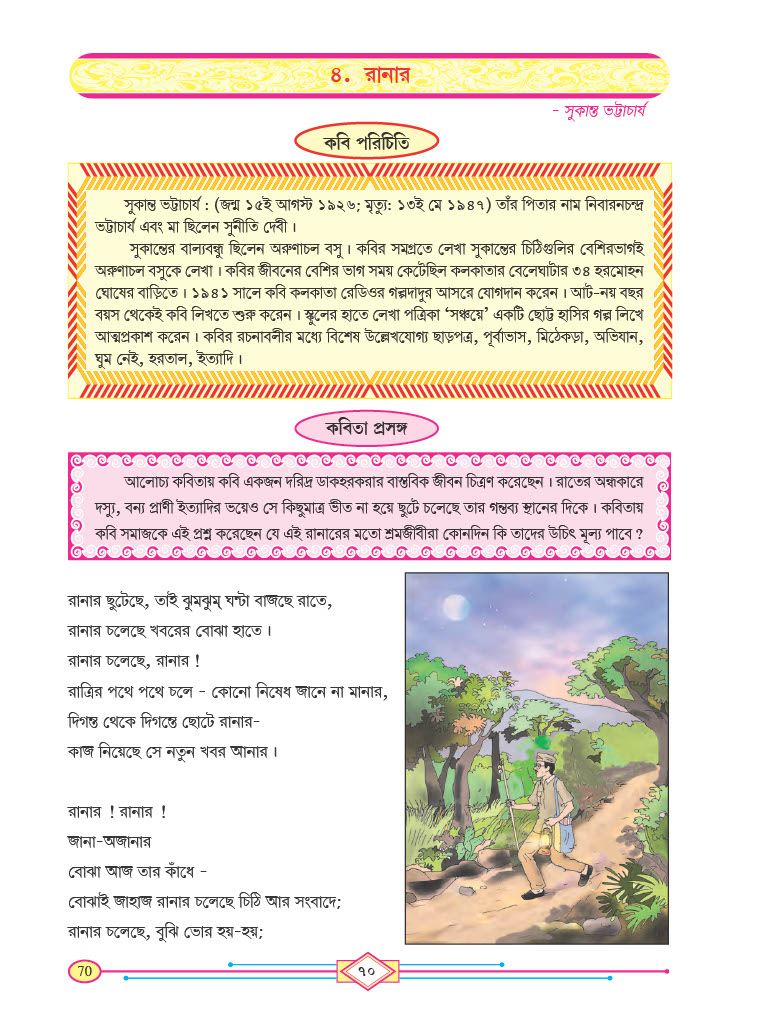 ৪. রানার
- সুকান্ত ভট্টাচার্য
কবি পরিচিতি
সুকান্ত ভট্টাচার্য : (জন্ম ১৫ই আগস্ট ১৯২৬; মৃত্যু: ১৩ই মে ১৯৪৭) তাঁর পিতার নাম নিবারনচন্দ্র
ভট্টাচার্য এবং মা ছিলেন সুনীতি দেবী।
সুকান্তের বাল্যবন্ধু ছিলেন অরুণাচল বসু। কবির সমগ্রতে লেখা সুকান্তের চিঠিগুলির বেশিরভাগই
অরুণাচল বসুকে লেখা। কবির জীবনের বেশির ভাগ সময় কেটেছিল কলকাতার বেলেঘাটার ৩৪ হরমোহন
ঘোষের বাড়িতে। ১৯৪১ সালে কবি কলকাতা রেডিওর গল্পদাদুর আসরে যোগদান করেন। আট-নয় বছর
বয়স থেকেই কবি লিখতে শুরু করেন। স্কুলের হাতে লেখা পত্রিকা ‘সঞ্চয়ে’ একটি ছোট্ট হাসির গল্প লিখে
আত্মপ্রকাশ করেন। কবির রচনাবলীর মধ্যে বিশেষ উল্লেখযোগ্য ছাড়পত্র, পূর্বাভাস, মিঠেকড়া, অভিযান,
ঘুম নেই, হরতাল, ইত্যাদি।
কবিতা প্রসঙ্গ
আলোচ্য কবিতায় কবি একজন দরিদ্র ডাকহরকরার বাস্তবিক জীবন চিত্রণ করেছেন। রাতের অন্ধকারে
দস্যু, বন্য প্রাণী ইত্যাদির ভয়েও সে কিছুমাত্র ভীত না হয়ে ছুটে চলেছে তার গন্তব্য স্থানের দিকে। কবিতায়
কবি সমাজকে এই প্রশ্ন করেছেন যে এই রানারের মতো শ্রমজীবীরা কোনদিন কি তাদের উচিৎ মূল্য পাবে ?
রানার ছুটেছে, তাই ঝুমঝুম্ ঘন্টা বাজছে রাতে,
রানার চলেছে খবরের বোঝা হাতে।
রানার চলেছে, রানার !
রাত্রির পথে পথে চলে - কোনো নিষেধ জানে না মানার,
দিগন্ত থেকে দিগন্তে ছোটে রানার-
কাজ নিয়েছে সে নতুন খবর আনার।
রানার ! রানার !
জানা-অজানার
বোঝা আজ তার কাঁধে -
বোঝাই জাহাজ রানার চলেছে চিঠি আর সংবাদে:
রানার চলেছে, বুঝি ভোর হয়-হয়:
70
৭০